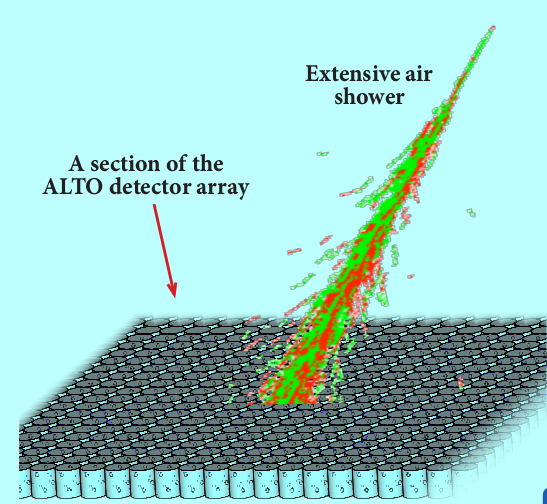 Extensive air
shower
A section of the
ALTO detector array